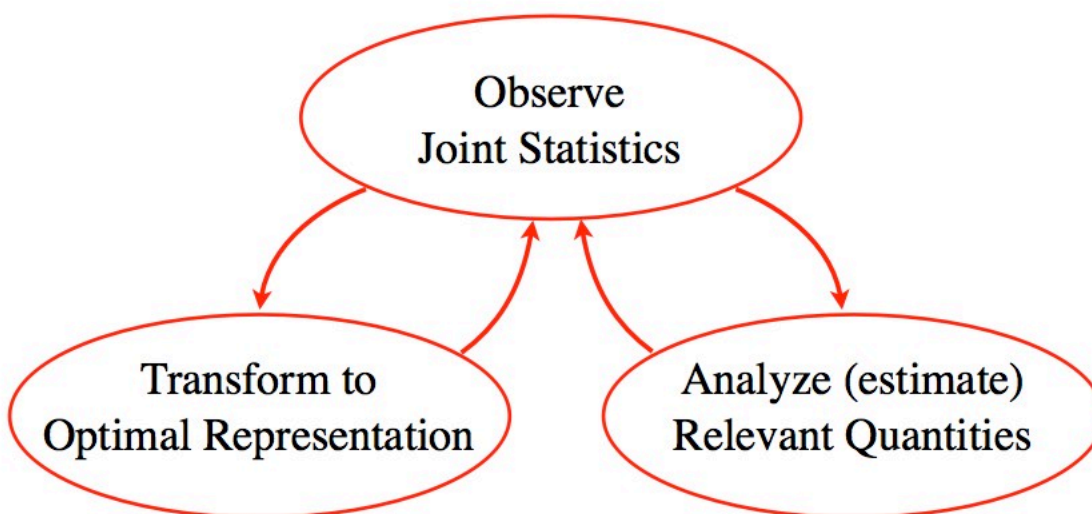 Observe
Joint Statistics
Transform to
Optimal Representation
Analyze (estimate)
Relevant Quantities